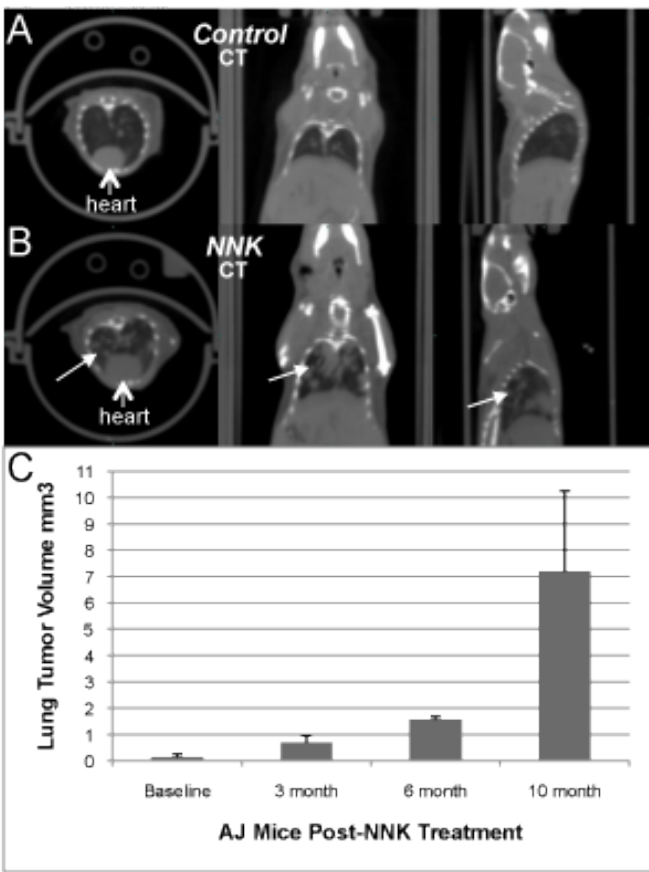 A
Control
CT
heart
B
NNK
CT
heart
C
Lung Tumor Volume mm3
11
10
9
8
7
6
5
4
3
2
1
0
Baseline 3 month 6 month 10 month
AJ Mice Post-NNK Treatment